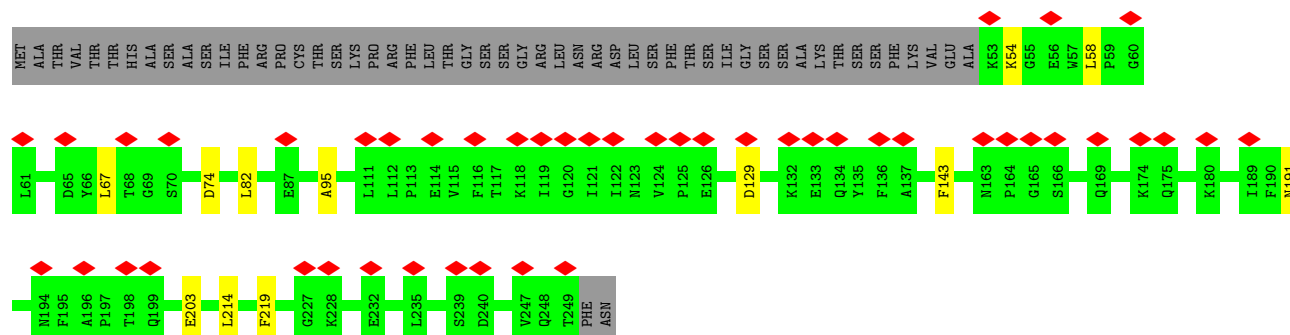 MET ALA THR VAL THR THR HIS ALA SER ALA SER ILE PHE ARG PRO CYS THR SER LYS PRO ARG PHE LEU THR GLY SER SER GLY ARG LEU ASN ARG ASP LEU SER PHE THR SER ILE GLY SER SER ALA LYS THR SER SER PHE LYS VAL GLU ALA K53 K54 G55 E56 W57 L58 P59 G60
L61 D65 Y66 L67 T68 G69 S70 D74 L82 E87 A95 L111 L112 P113 E114 V115 F116 T117 K118 I119 G120 I121 I122 N123 V124 P125 E126 D129 K132 E133 Q134 Y135 F136 A137 F143 N163 P164 G165 S166 Q169 K174 Q175 K180 I189 F190 N191
N194 F195 A196 P197 T198 Q199 E203 L214 F219 G227 K228 E232 L235 S239 D240 V247 Q248 T249 PHE ASN